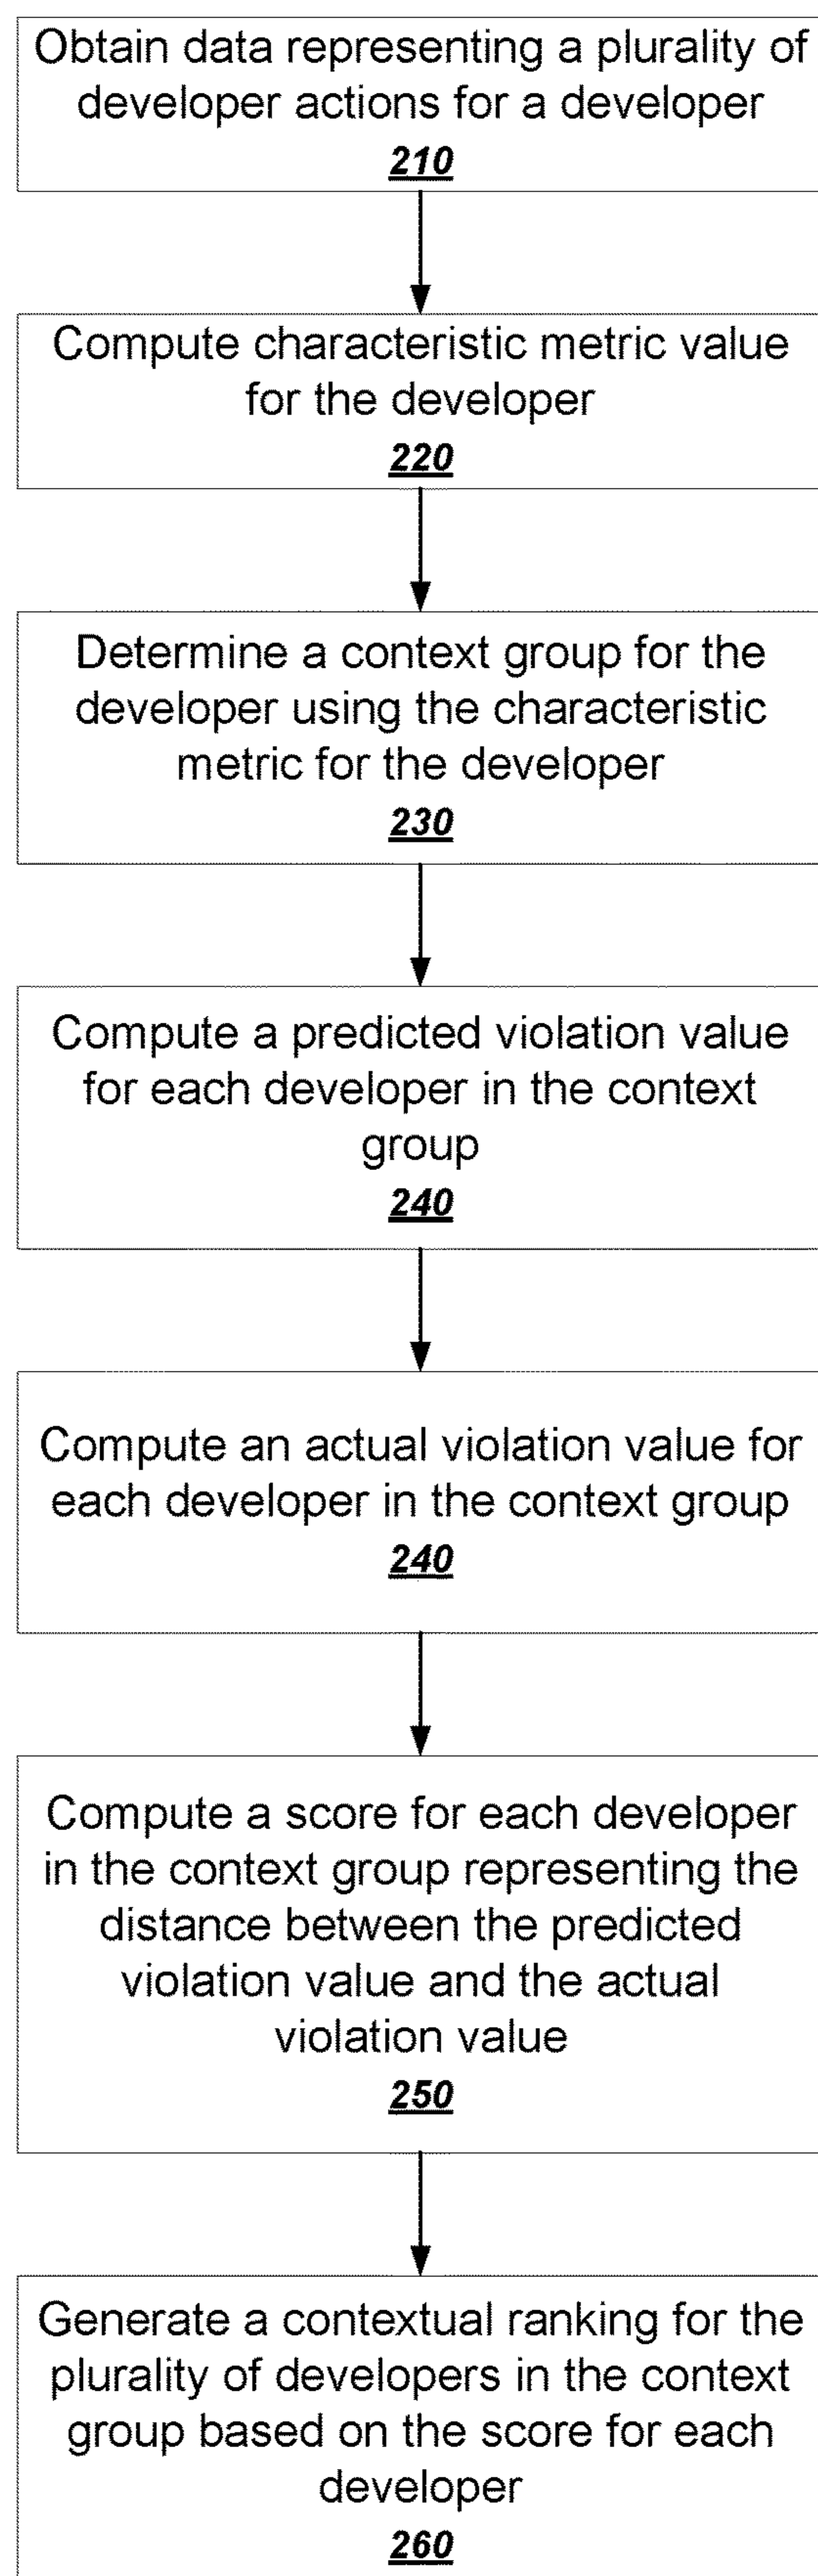 Obtain data representing a plurality of
developer actions for a developer
210
Compute characteristic metric value
for the developer
220
Determine a context group for the
developer using the characteristic
metric for the developer
230
Compute a predicted violation value
for each developer in the context
group
240
Compute an actual violation value for
each developer in the context group
240
Compute a score for each developer
in the context group representing the
distance between the predicted
violation value and the actual
violation value
250
Generate a contextual ranking for the
plurality of developers in the context
group based on the score for each
developer
260